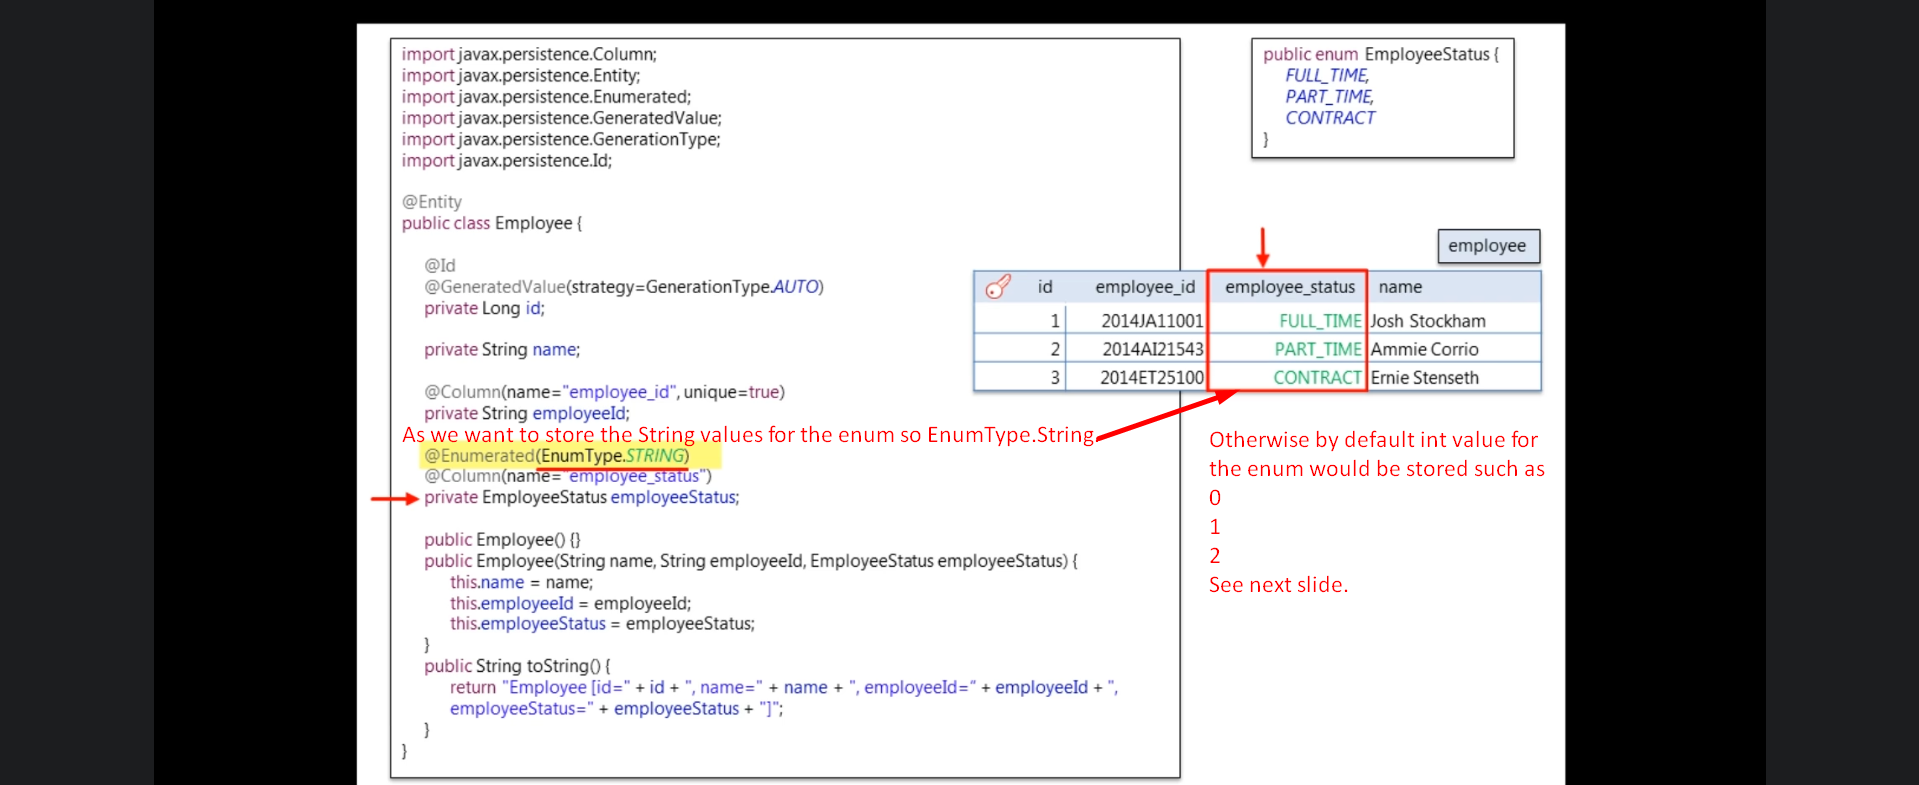 import javax.persistence.Column;
import javax.persistence.Entity;
import javax.persistence.Enumerated;
import javax.persistence.GeneratedValue;
import javax.persistence.GenerationType;
import javax.persistence.Id;
@Entity
public class Employee {
@Id
@GeneratedValue(strategy=GenerationType.AUTO)
private Long id;
private String name;
@Column(name="employee_id", unique=true)
private String employeeId;
As we want to store the String values for the enum so EnumType.String
@Enumerated(EnumType.STRING)
@Column(name="employee_status")
private EmployeeStatus employeeStatus;
public Employee() {}
public Employee(String name, String employeeId, EmployeeStatus employeeStatus) {
this.name = name;
this.employeeId = employeeId;
this.employeeStatus = employeeStatus;
}
public String toString() {
return "Employee [id=" + id + ", name=" + name + ", employeeId=" + employeeId + ",
employeeStatus=" + employeeStatus + "]";
}
}
public enum EmployeeStatus {
FULL_TIME,
PART_TIME,
CONTRACT
}
employee
id employee_id employee_status name
1 2014JA11001 FULL_TIME Josh Stockham
2 2014AI21543 PART_TIME Ammie Corrio
3 2014ET25100 CONTRACT Ernie Stenseth
Otherwise by default int value for
the enum would be stored such as
0
1
2
See next slide.